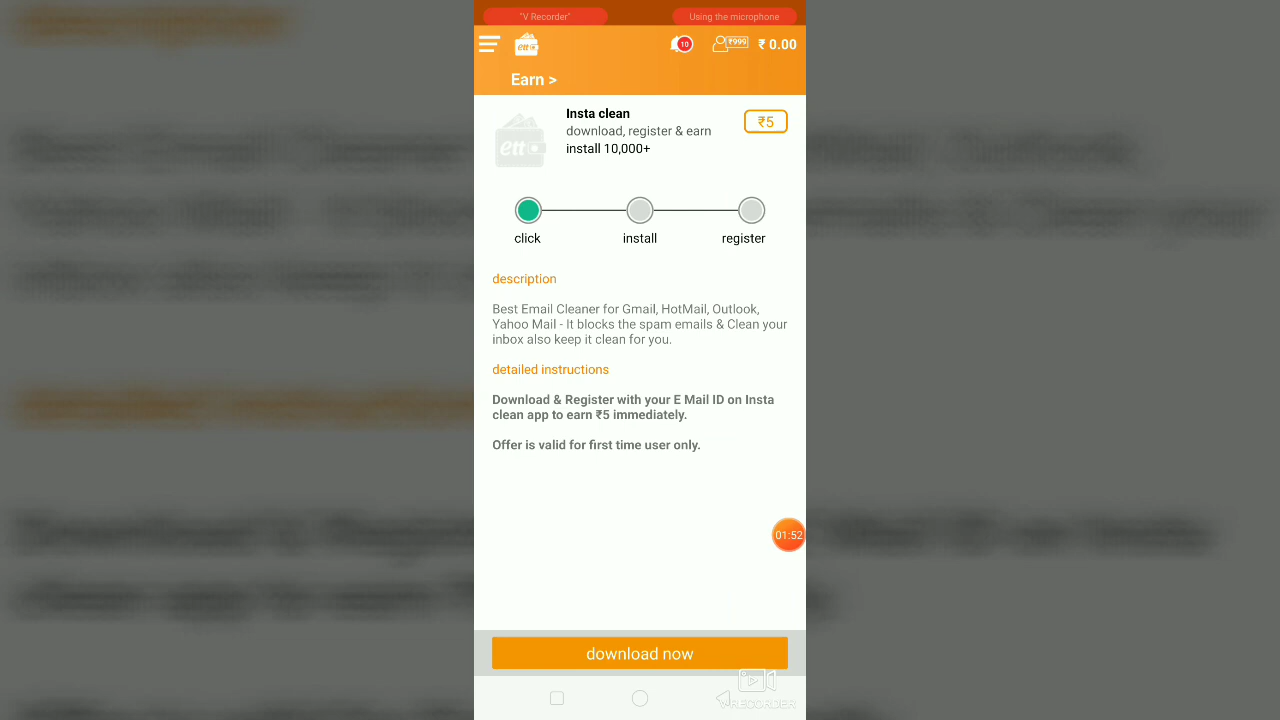 "V Recorder"
Using the microphone
ett
10
₹999
₹ 0.00
Earn >
Insta clean
download, register & earn
install 10,000+
₹5
ett
click
install
register
description
Best Email Cleaner for Gmail, HotMail, Outlook,
Yahoo Mail - It blocks the spam emails & Clean your
inbox also keep it clean for you.
detailed instructions
Download & Register with your E Mail ID on Insta
clean app to earn ₹5 immediately.
Offer is valid for first time user only.
01:52
download now
V RECORDER